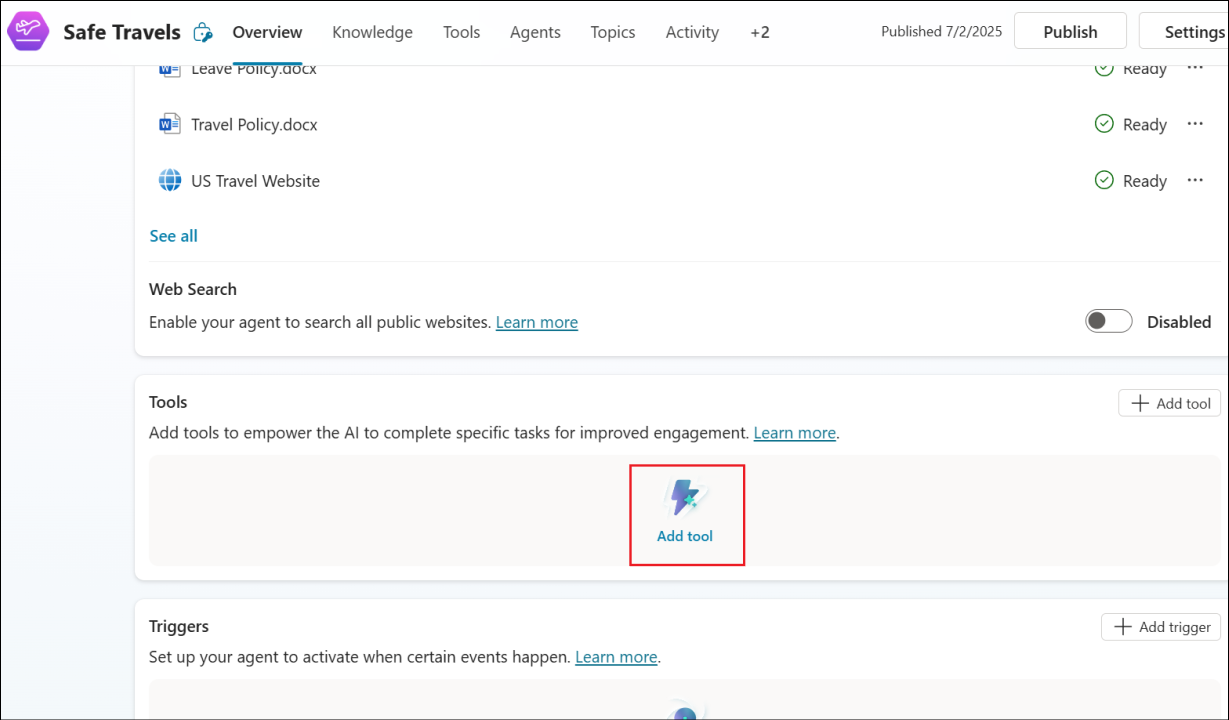 Safe Travels Overview Knowledge Tools Agents Topics Activity +2 Published 7/2/2025 Publish Settings
Leave Policy.docx Ready ...
Travel Policy.docx Ready ...
US Travel Website Ready ...
See all
Web Search
Enable your agent to search all public websites. Learn more Disabled
Tools + Add tool
Add tools to empower the AI to complete specific tasks for improved engagement. Learn more.
Add tool
Triggers + Add trigger
Set up your agent to activate when certain events happen. Learn more.